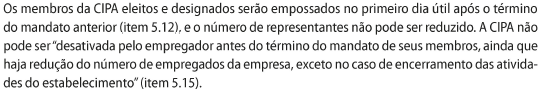 Os membros da CIPA eleitos e designados serão empossados no primeiro dia útil após o término
do mandato anterior (item 5.12), e o número de representantes não pode ser reduzido. A CIPA não
pode ser “desativada pelo empregador antes do término do mandato de seus membros, ainda que
haja redução do número de empregados da empresa, exceto no caso de encerramento das ativida-
des do estabelecimento” (item 5.15).